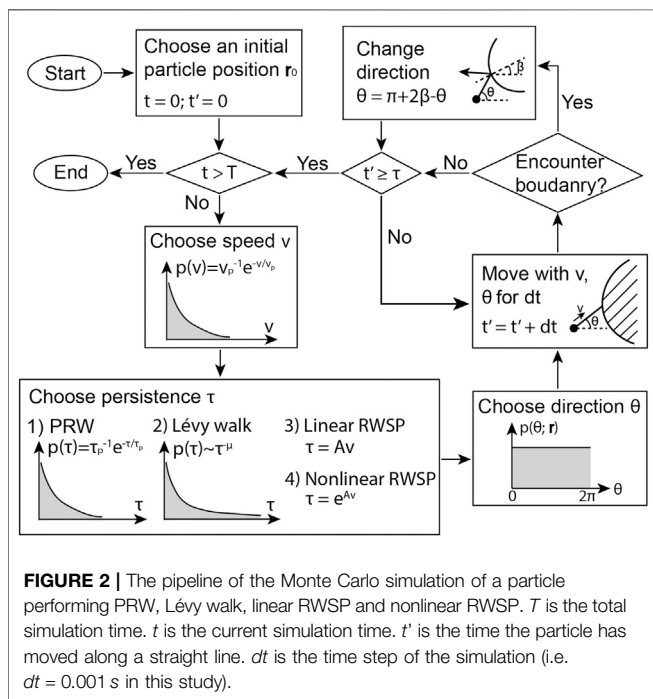 Start
Choose an initial
particle position r₀
t = 0; t' = 0
Change
direction
θ = π+2β-θ
β
θ
Yes
End
Yes
t > T
Yes
t' ≥ τ
No
Encounter
boudanry?
No
No
Choose speed v
p(v)=vₚ⁻¹e^-v/vₚ
v
Move with v,
θ for dt
t' = t' + dt
v
θ
Choose persistence τ
1) PRW
p(τ)=τₚ⁻¹e^-τ/τₚ
τ
2) Lévy walk
p(τ)~τ^-μ
τ
3) Linear RWSP
τ = Av
4) Nonlinear RWSP
τ = e^Av
Choose direction θ
p(θ; r)
0
2π
θ
FIGURE 2 | The pipeline of the Monte Carlo simulation of a particle
performing PRW, Lévy walk, linear RWSP and nonlinear RWSP. T is the total
simulation time. t is the current simulation time. t' is the time the particle has
moved along a straight line. dt is the time step of the simulation (i.e.
dt = 0.001 s in this study).